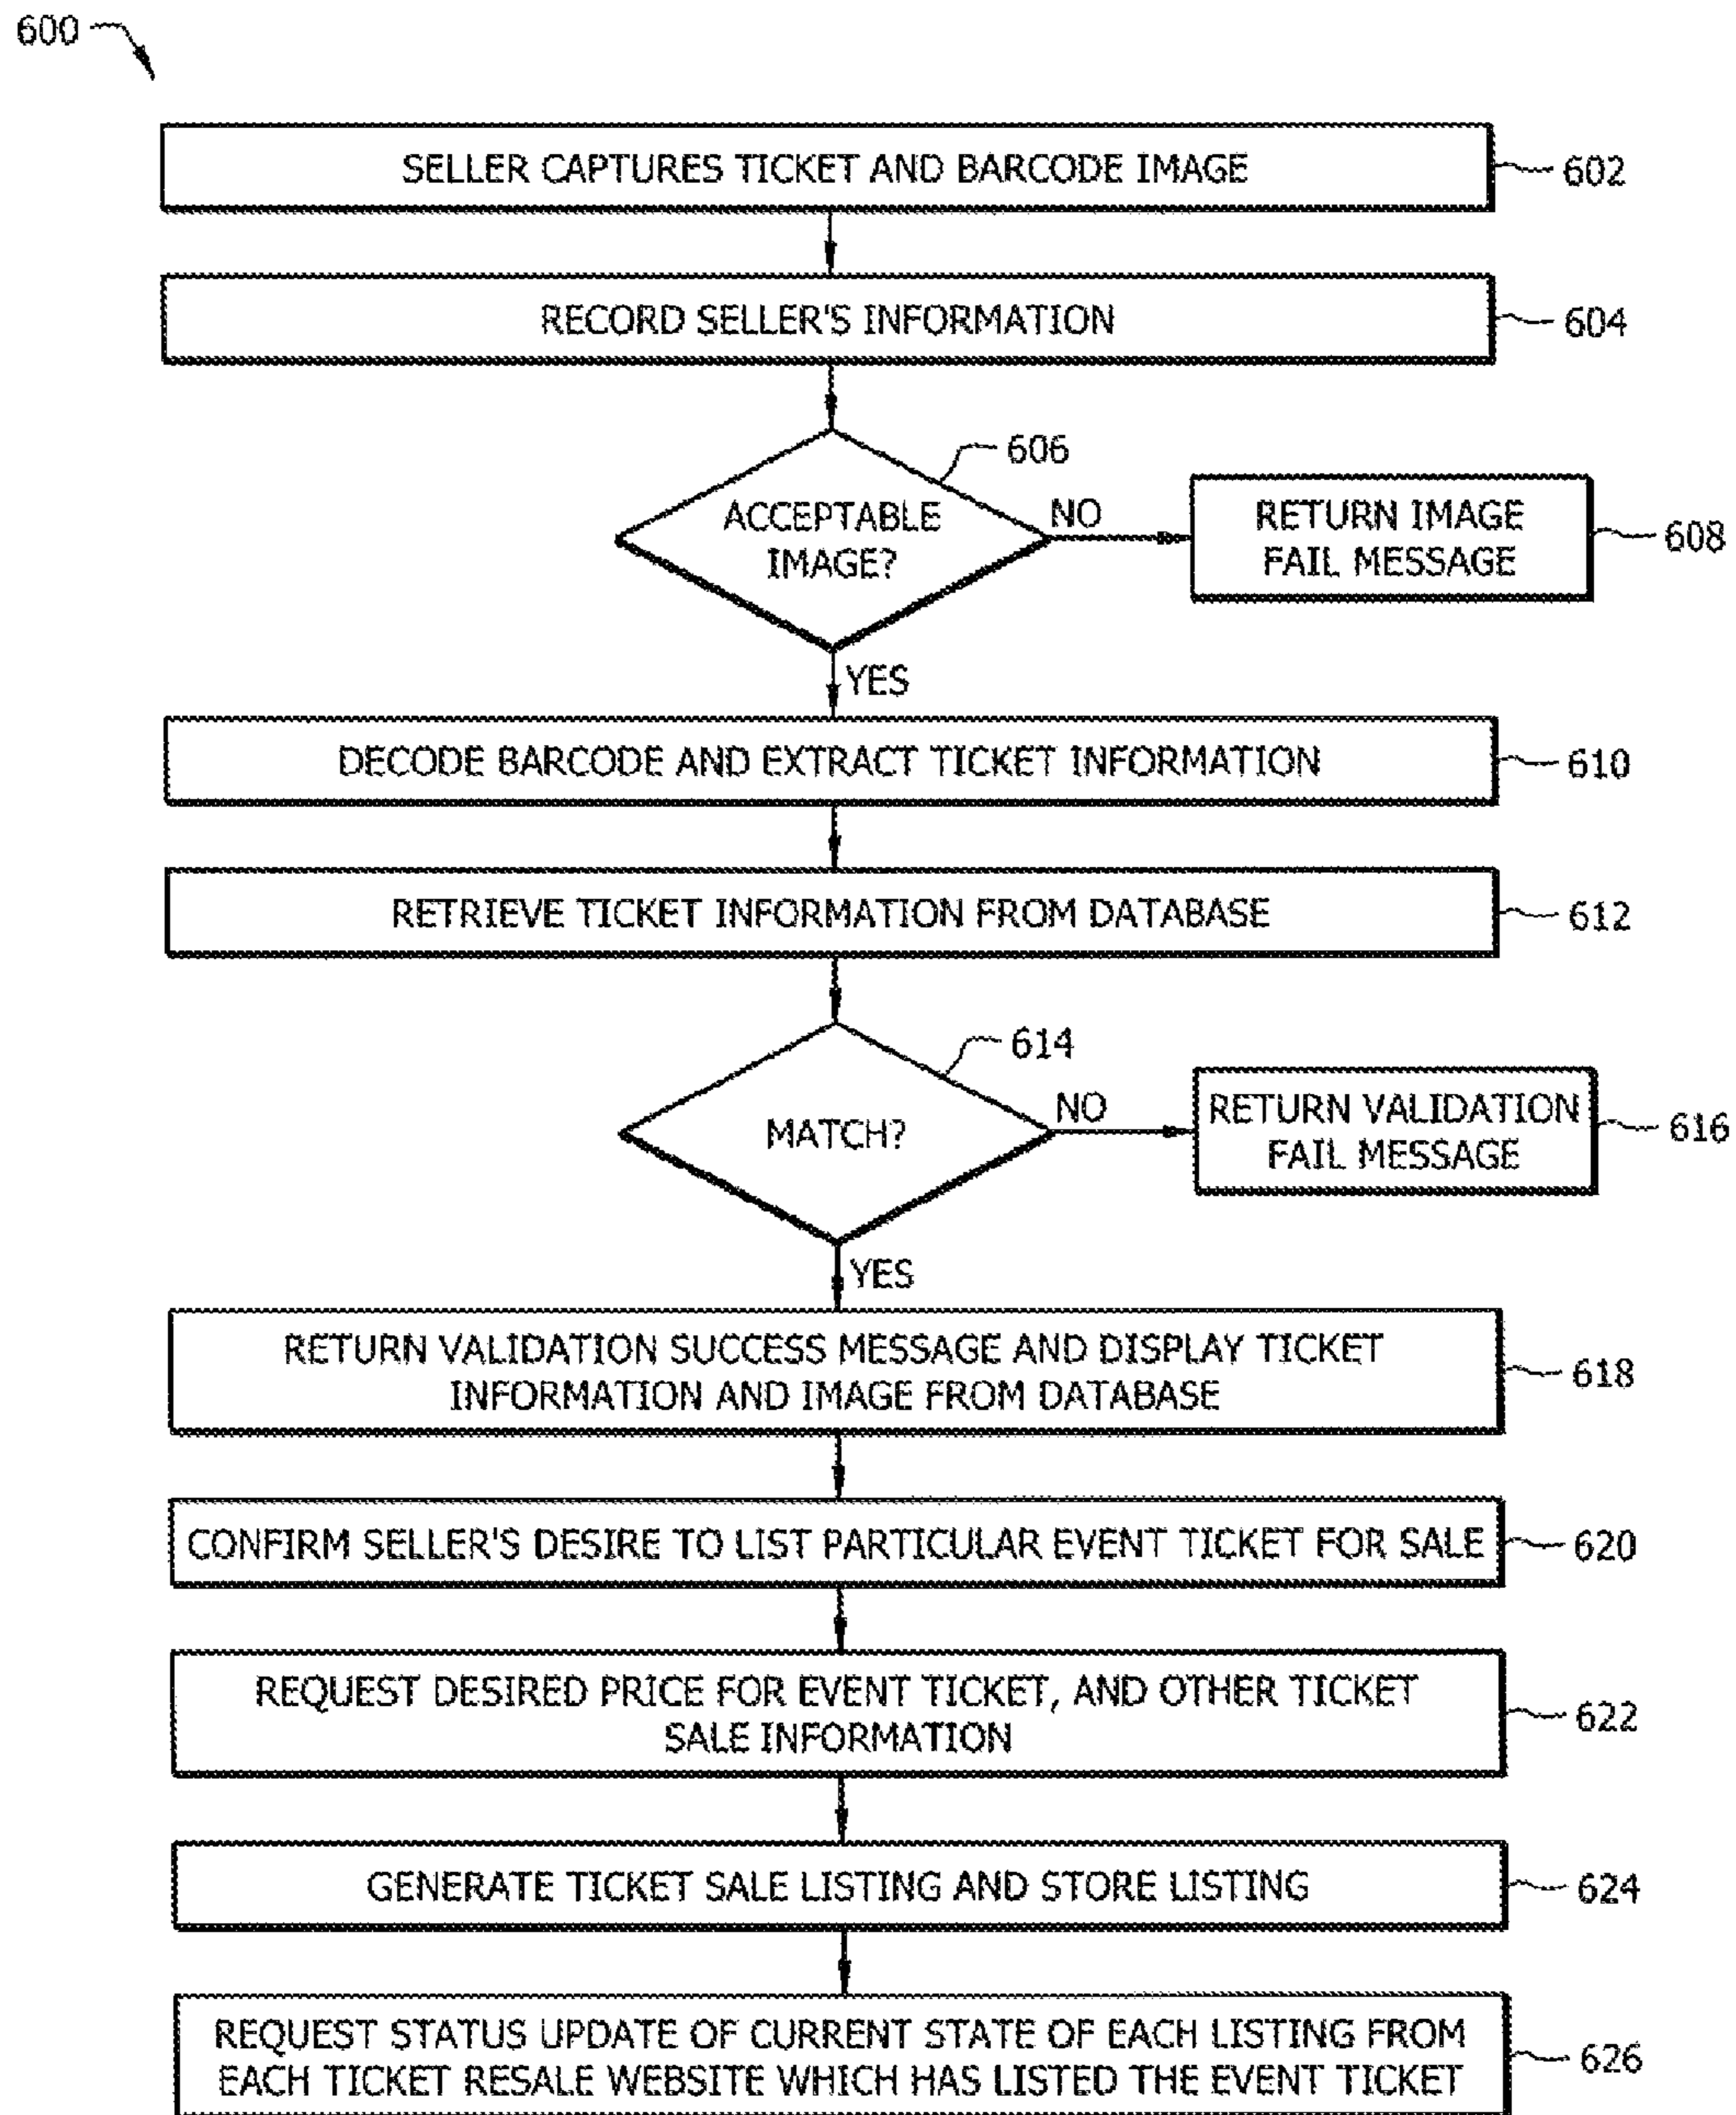 600
SELLER CAPTURES TICKET AND BARCODE IMAGE
602
RECORD SELLER'S INFORMATION
604
606
ACCEPTABLE
IMAGE?
NO
RETURN IMAGE
FAIL MESSAGE
608
YES
DECODE BARCODE AND EXTRACT TICKET INFORMATION
610
RETRIEVE TICKET INFORMATION FROM DATABASE
612
614
MATCH?
NO
RETURN VALIDATION
FAIL MESSAGE
616
YES
RETURN VALIDATION SUCCESS MESSAGE AND DISPLAY TICKET
INFORMATION AND IMAGE FROM DATABASE
618
CONFIRM SELLER'S DESIRE TO LIST PARTICULAR EVENT TICKET FOR SALE
620
REQUEST DESIRED PRICE FOR EVENT TICKET, AND OTHER TICKET
SALE INFORMATION
622
GENERATE TICKET SALE LISTING AND STORE LISTING
624
REQUEST STATUS UPDATE OF CURRENT STATE OF EACH LISTING FROM
EACH TICKET RESALE WEBSITE WHICH HAS LISTED THE EVENT TICKET
626